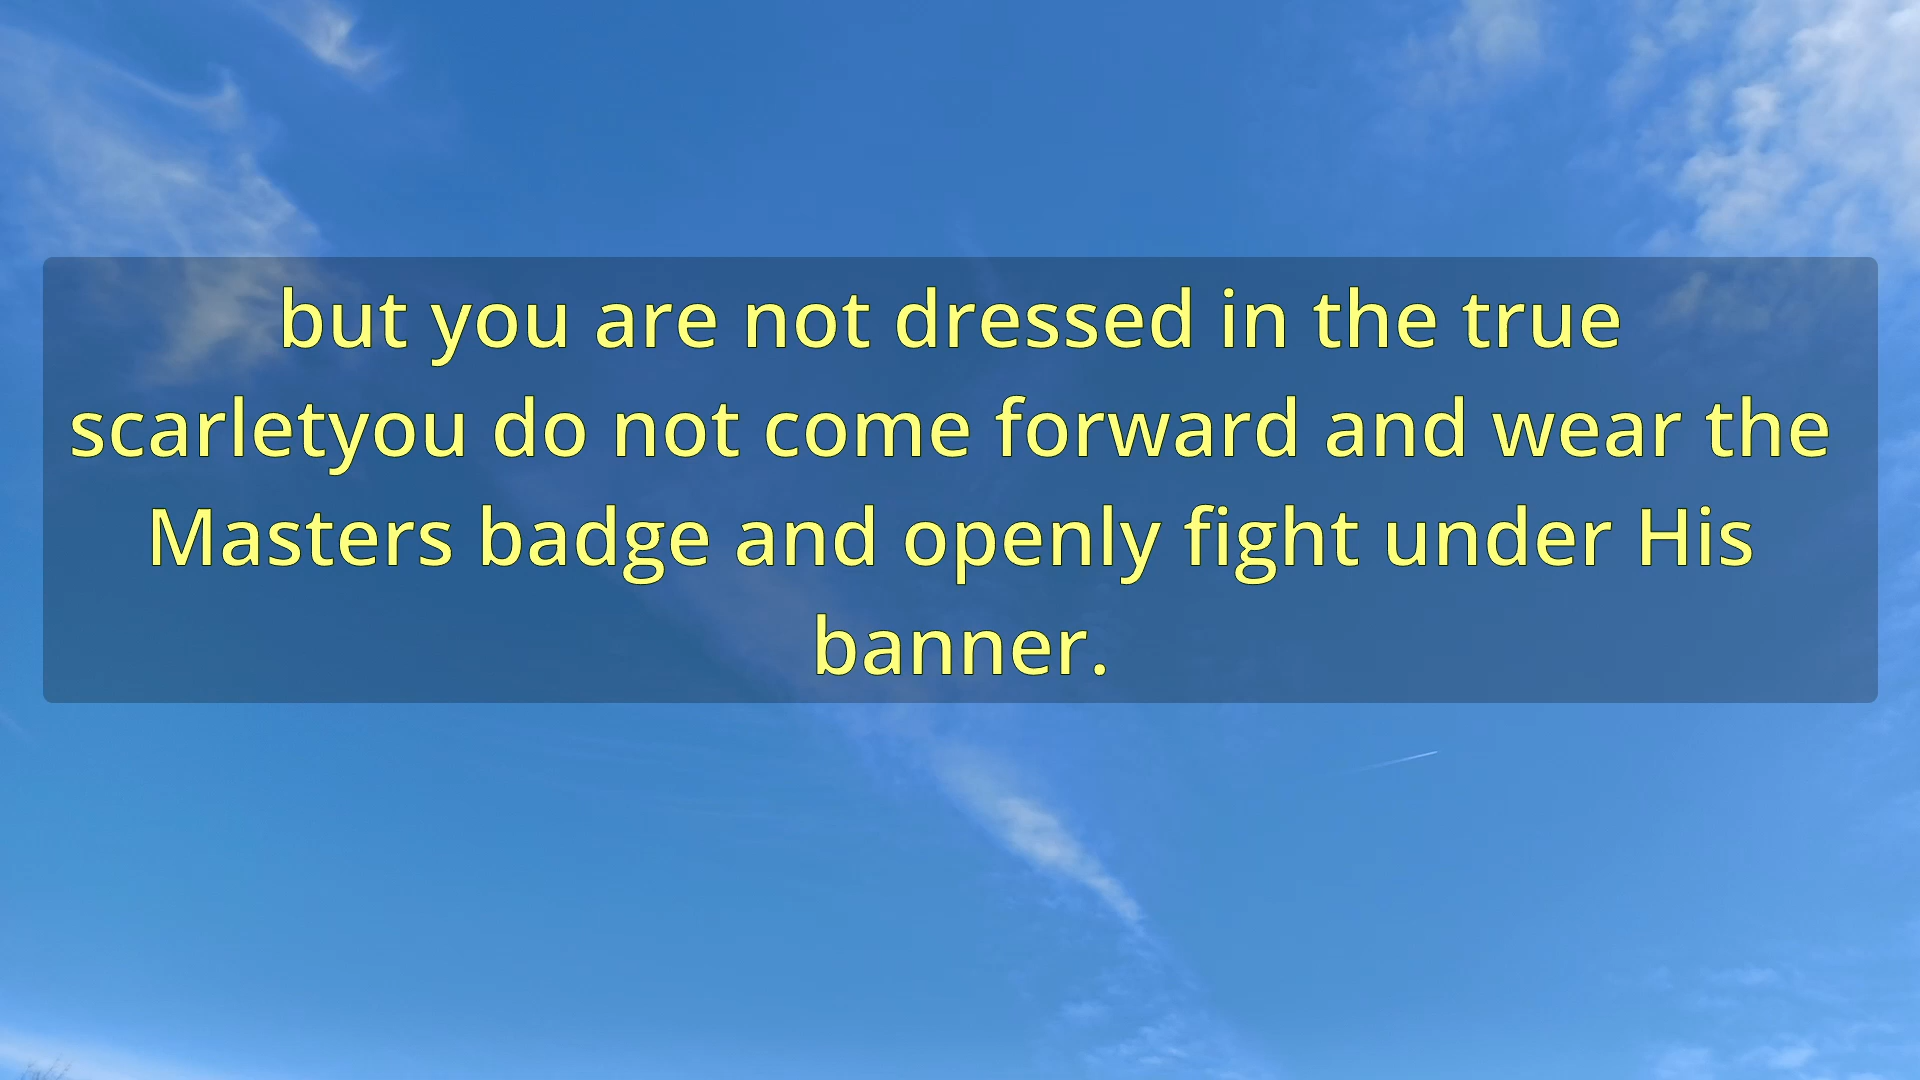 but you are not dressed in the true
scarletyou do not come forward and wear the
Masters badge and openly fight under His
banner.